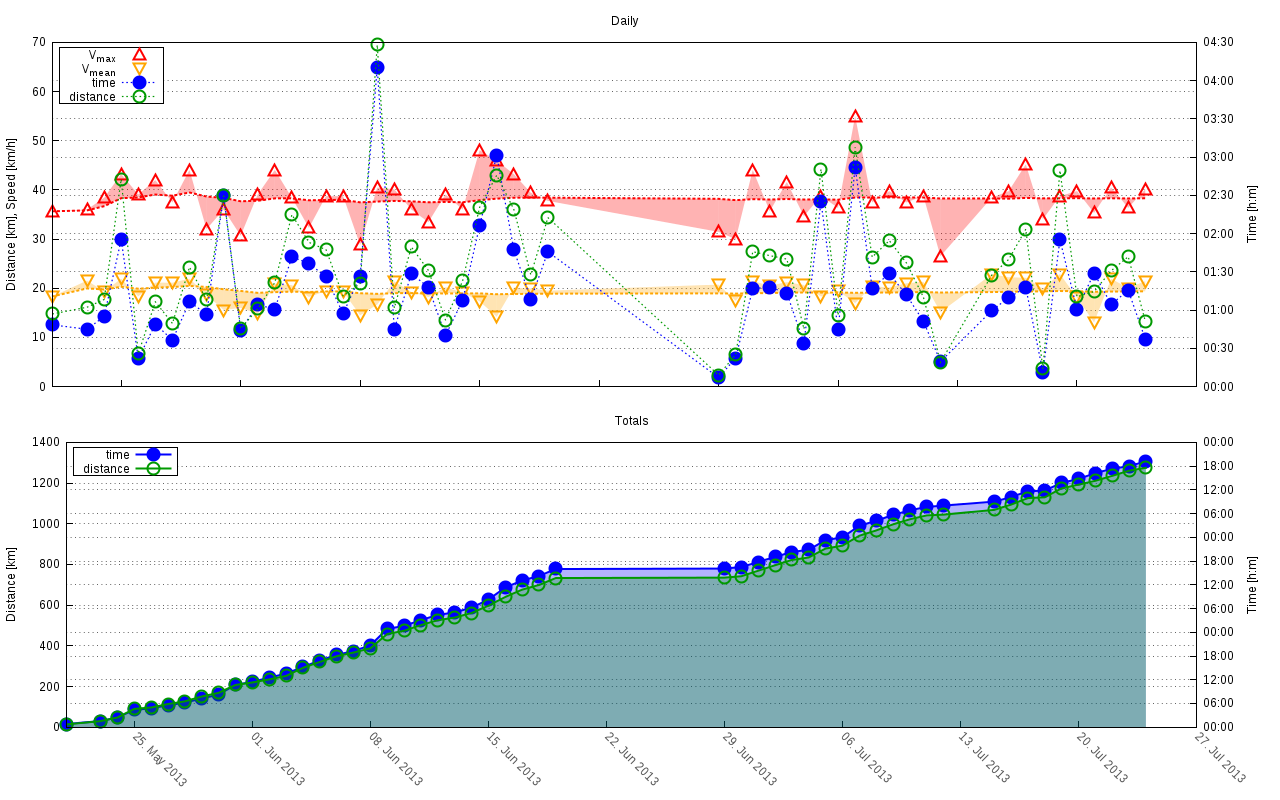 Daily
Distance [km], Speed [km/h]
70
60
50
40
30
20
10
0
Vmax
Vmean
time
distance
04:30
04:00
03:30
03:00
02:30
02:00
01:30
01:00
00:30
00:00
Time [h:m]
Totals
Distance [km]
1400
1200
1000
800
600
400
200
0
time
distance
00:00
18:00
12:00
06:00
00:00
18:00
12:00
06:00
00:00
18:00
12:00
06:00
00:00
Time [h:m]
25. May 2013
01. Jun 2013
08. Jun 2013
15. Jun 2013
22. Jun 2013
29. Jun 2013
06. Jul 2013
13. Jul 2013
20. Jul 2013
27. Jul 2013